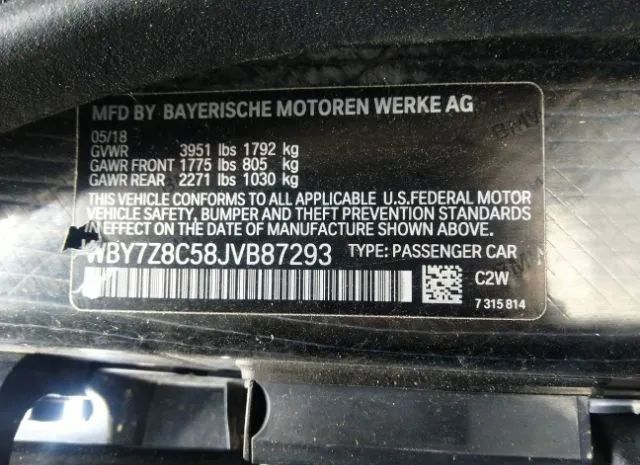 MFD BY BAYERISCHE MOTOREN WERKE AG
05/18
GVWR 3951 lbs 1792 kg
GAWR FRONT 1775 lbs 805 kg
GAWR REAR 2271 lbs 1030 kg
THIS VEHICLE CONFORMS TO ALL APPLICABLE U.S.FEDERAL MOTOR
VEHICLE SAFETY, BUMPER AND THEFT PREVENTION STANDARDS
IN EFFECT ON THE DATE OF MANUFACTURE SHOWN ABOVE.
WBY7Z8C58JVB87293 TYPE: PASSENGER CAR
C2W
7 315 814